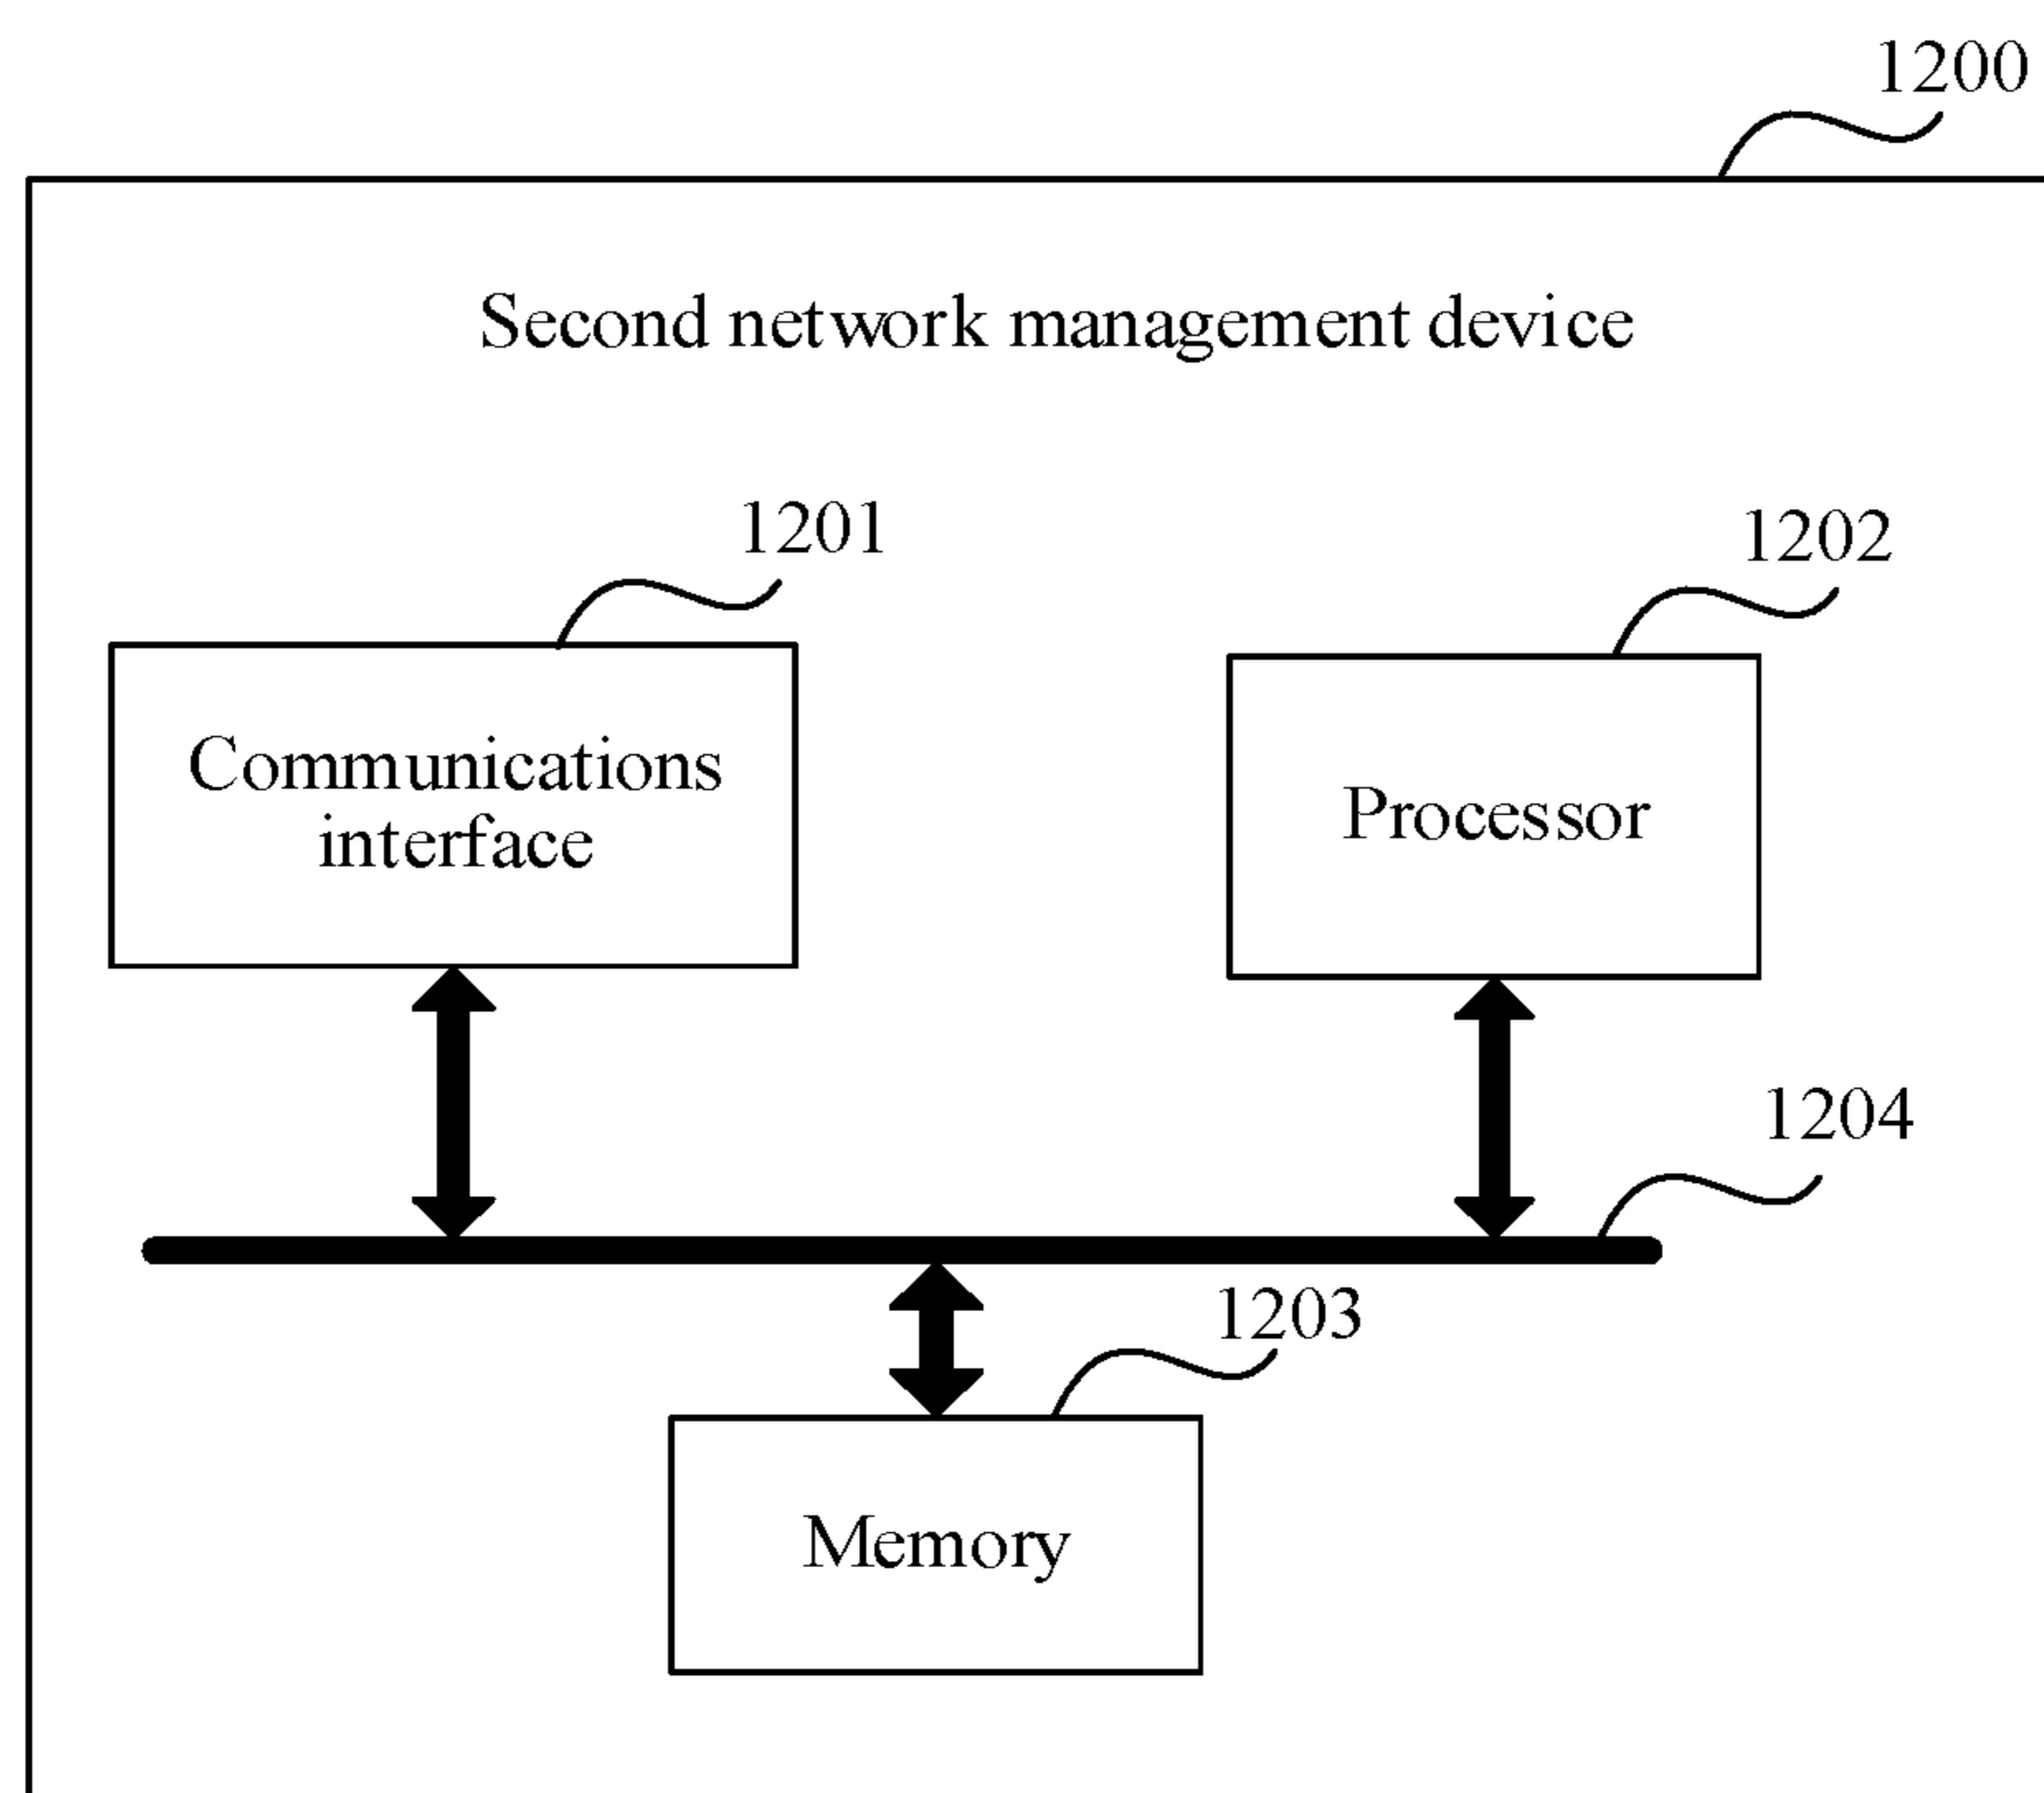 1200
Second network management device
1201
1202
Communications
interface
Processor
1204
1203
Memory